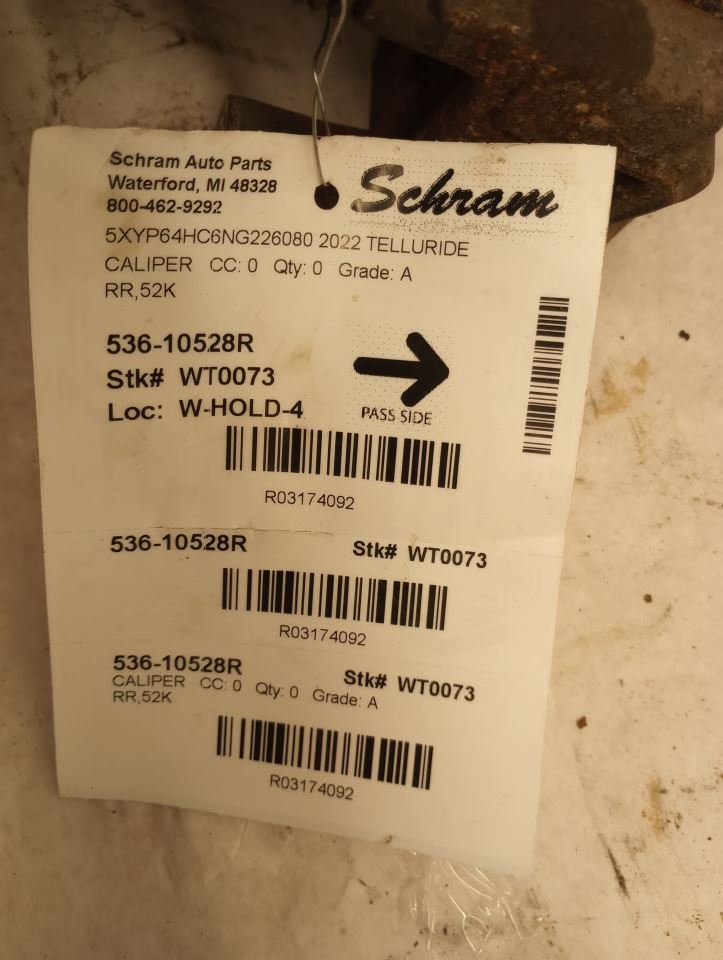 Schram Auto Parts
Waterford, MI 48328
800-462-9292
Schram
5XYP64HC6NG226080 2022 TELLURIDE
CALIPER CC: 0 Qty: 0 Grade: A
RR,52K
536-10528R
Stk# WT0073
Loc: W-HOLD-4
PASS SIDE
R03174092
536-10528R Stk# WT0073
R03174092
536-10528R Stk# WT0073
CALIPER CC: 0 Qty: 0 Grade: A
RR,52K
R03174092